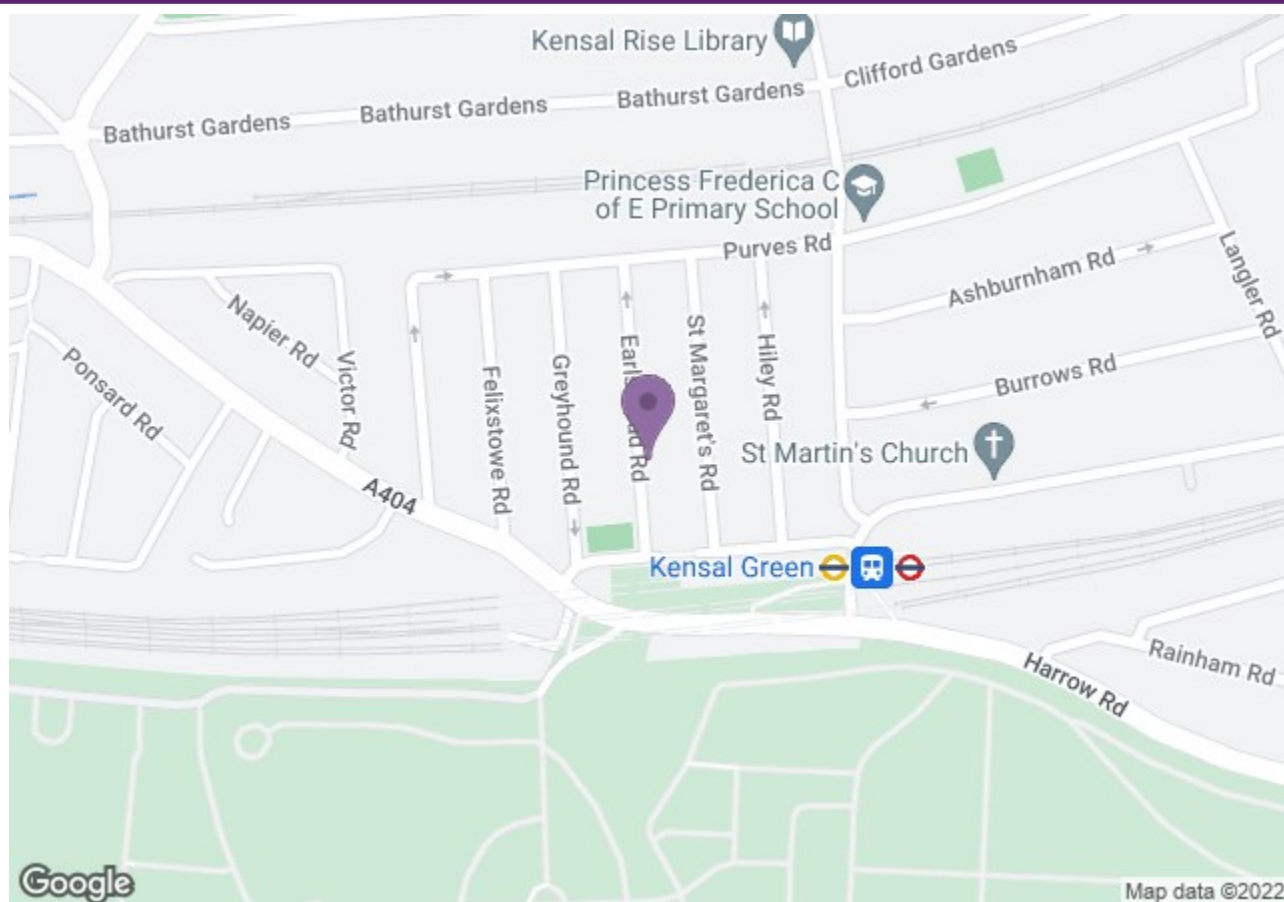 Kensal Rise Library
Clifford Gardens
Bathurst Gardens
Bathurst Gardens
Bathurst Gardens
Princess Frederica C
of E Primary School
Purves Rd
Langler Rd
Ashburnham Rd
Napier Rd
Victor Rd
Ponsard Rd
Felixstowe Rd
Greyhound Rd
St Margaret's Rd
Hiley Rd
Burrows Rd
St Martin's Church
A404
Kensal Green
Harrow Rd
Rainham Rd
Google
Map data ©2022